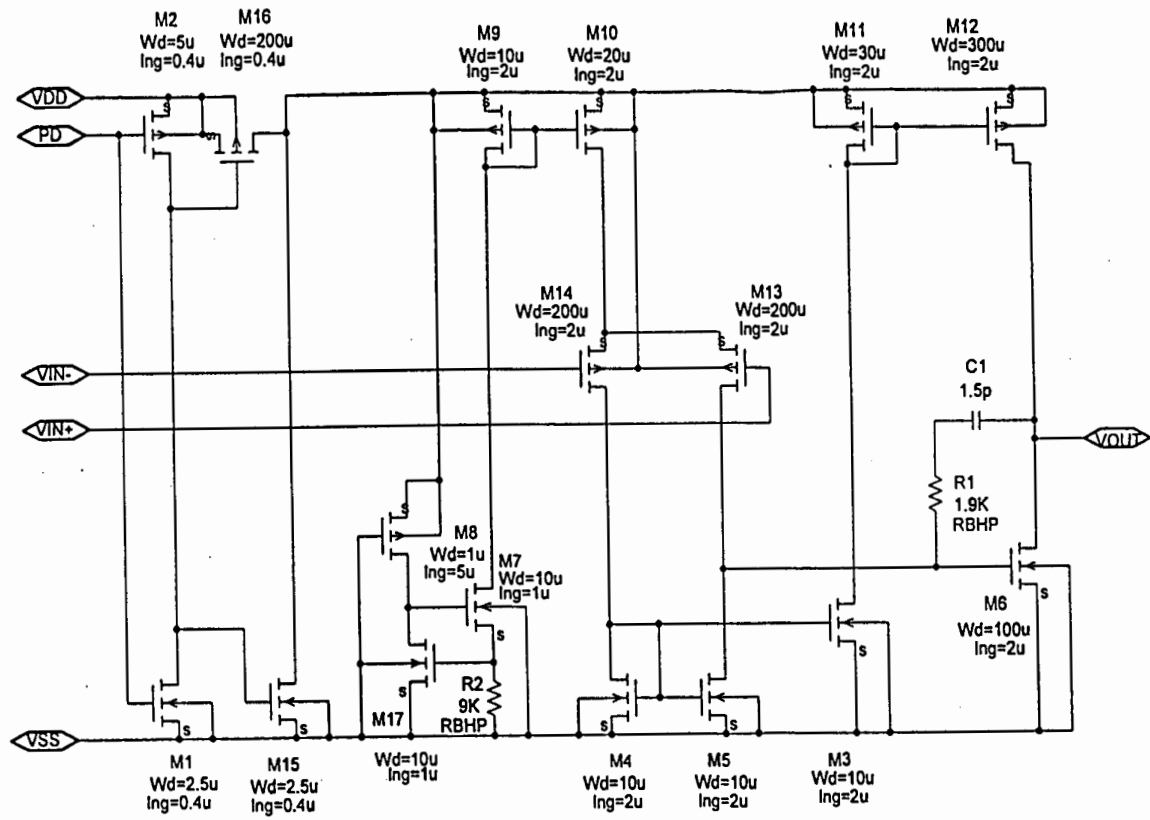 M2
Wd=5u
lng=0.4u
M16
Wd=200u
lng=0.4u
M9
Wd=10u
lng=2u
M10
Wd=20u
lng=2u
M11
Wd=30u
lng=2u
M12
Wd=300u
lng=2u
VDD
PD
S
S
S
S
S
S
M14
Wd=200u
lng=2u
M13
Wd=200u
lng=2u
S
S
VIN-
VIN+
C1
1.5p
VOUT
R1
1.9K
RBHP
S
M8
Wd=1u
lng=5u
M7
Wd=10u
lng=1u
S
S
R2
9K
RBHP
M17
Wd=10u
lng=1u
M6
Wd=100u
lng=2u
S
S
S
S
S
S
VSS
M1
Wd=2.5u
lng=0.4u
M15
Wd=2.5u
lng=0.4u
M4
Wd=10u
lng=2u
M5
Wd=10u
lng=2u
M3
Wd=10u
lng=2u